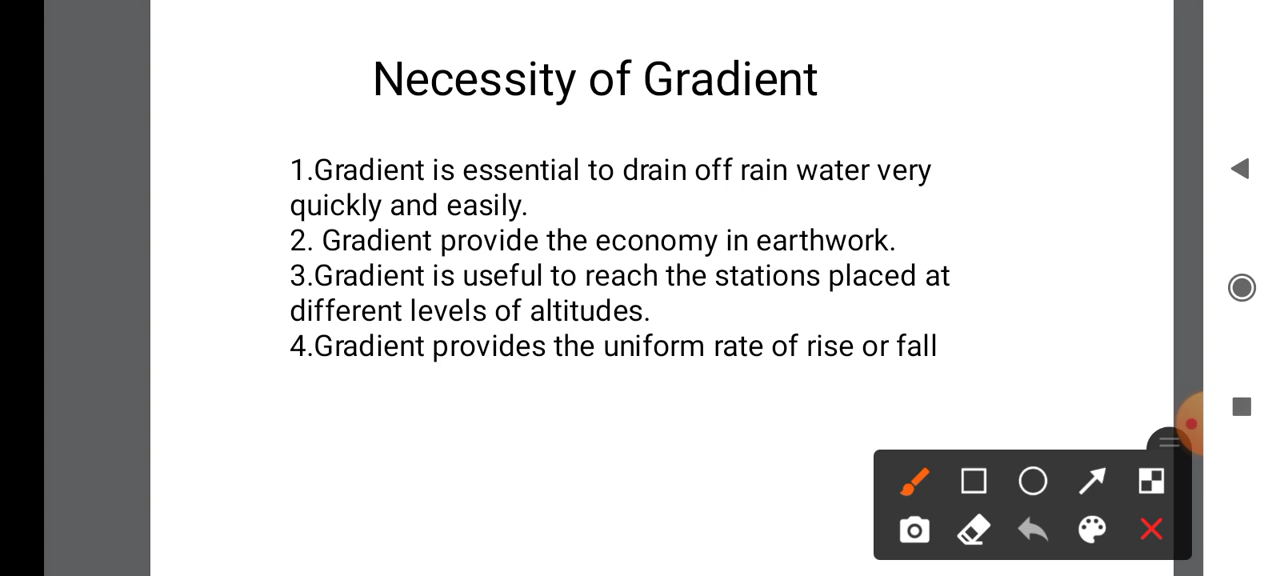 Necessity of Gradient
1.Gradient is essential to drain off rain water very
quickly and easily.
2. Gradient provide the economy in earthwork.
3.Gradient is useful to reach the stations placed at
different levels of altitudes.
4.Gradient provides the uniform rate of rise or fall